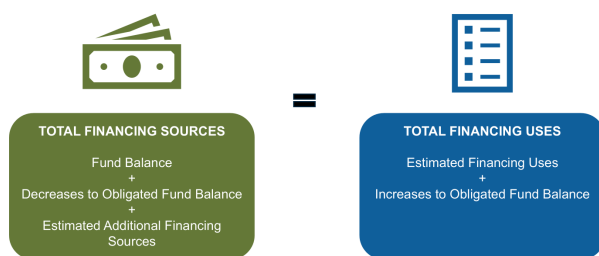 TOTAL FINANCING SOURCES
Fund Balance
+
Decreases to Obligated Fund Balance
+
Estimated Additional Financing
Sources
=
TOTAL FINANCING USES
Estimated Financing Uses
+
Increases to Obligated Fund Balance